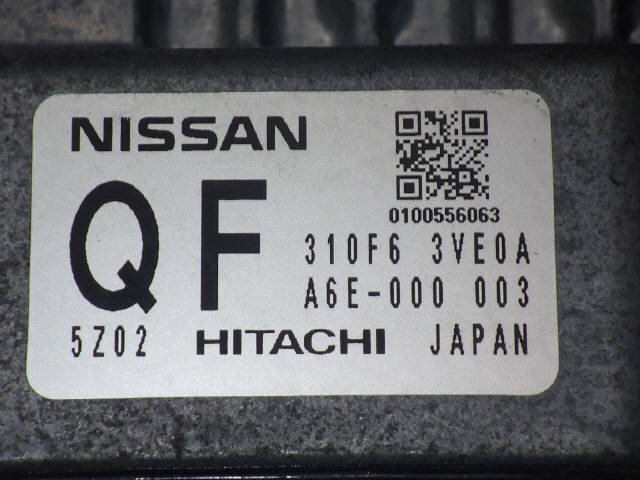 NISSAN
0100556063
QF
310F6 3VE0A
A6E-000 003
5Z02 HITACHI JAPAN